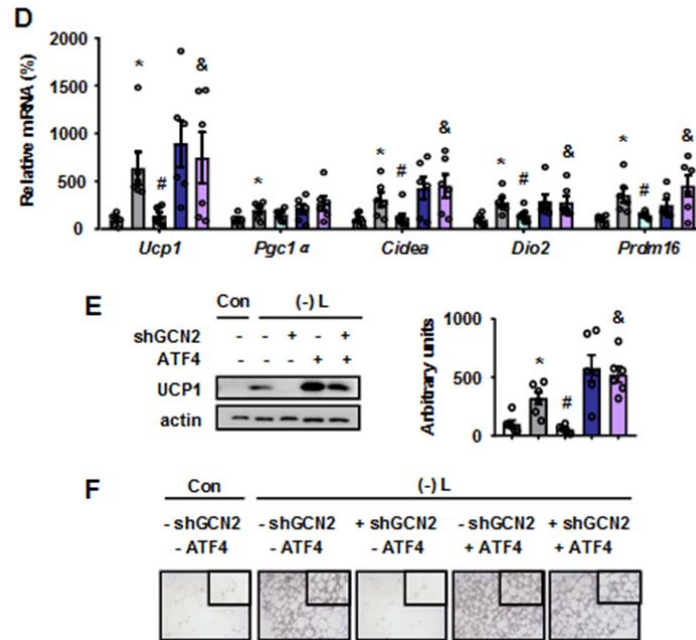 D
Relative mRNA (%)
2000
1500
1000
500
0
* # &
*
* # &
* # &
* # &
Ucp1 Pgc1α Cidea Dio2 Prdm16
E
Con (-) L
shGCN2 - - + - +
ATF4 - - - + +
UCP1
actin
Arbitrary units
1000
500
0
* # &
F
Con (-) L
- shGCN2 - shGCN2 + shGCN2 - shGCN2 + shGCN2
- ATF4 - ATF4 - ATF4 + ATF4 + ATF4